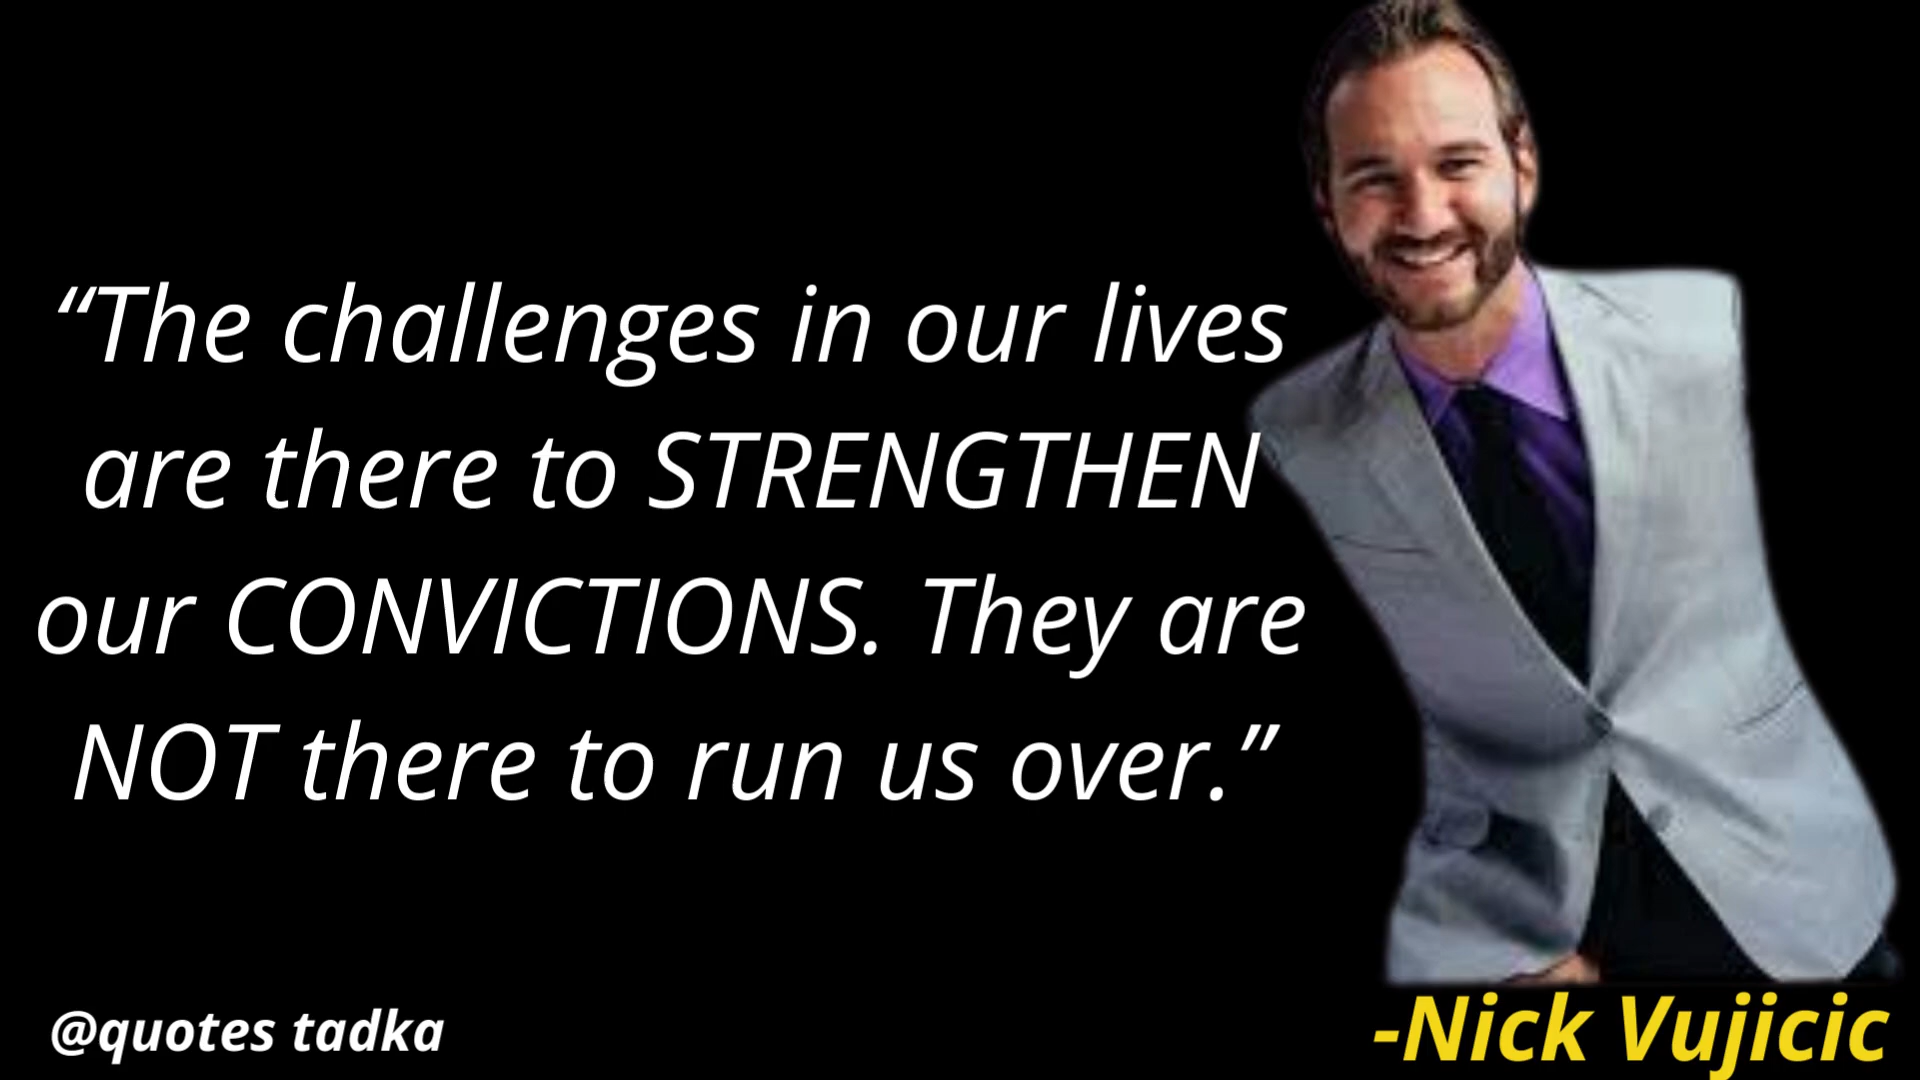 “The challenges in our lives
are there to STRENGTHEN
our CONVICTIONS. They are
NOT there to run us over.”
@quotes tadka
-Nick Vujicic